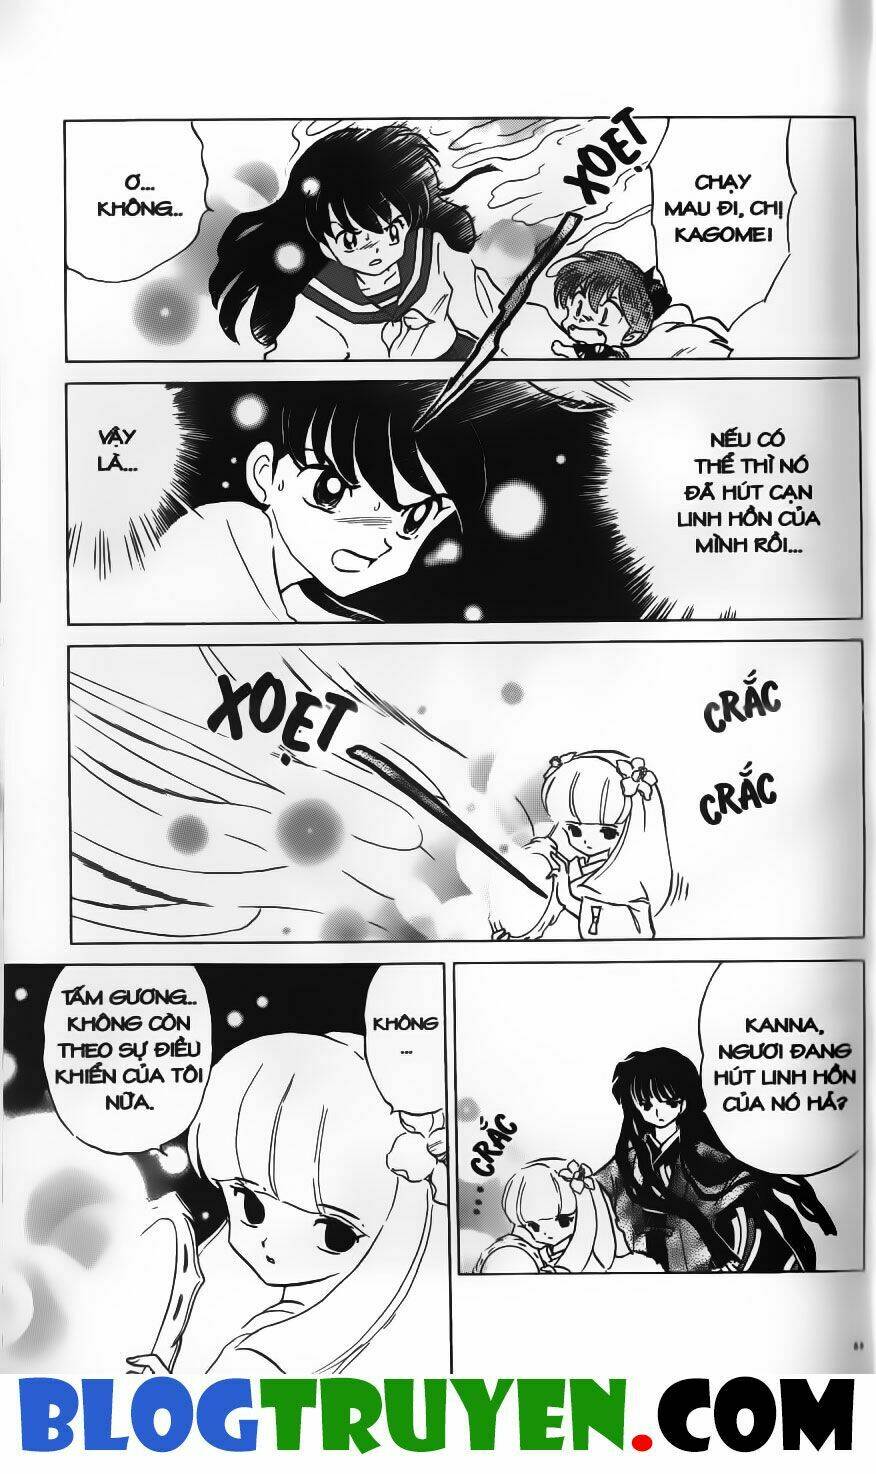 CHẠY
MAU ĐI, CHỊ
KAGOME!
XOẸT
Ơ...
KHÔNG..
NẾU CÓ
THỂ THÌ NÓ
ĐÃ HÚT CẠN
LINH HỒN CỦA
MÌNH RỒI...
VẬY
LÀ...
CRẮC
CRẮC
XOẸT
KANNA,
NGƯƠI ĐANG
HÚT LINH HỒN
CỦA NÓ HẢ?
...CRẮC
KHÔNG
...
TẤM GƯƠNG...
KHÔNG CÒN
THEO SỰ ĐIỀU
KHIỂN CỦA TÔI
NỮA.
BLOGTRUYEN.COM